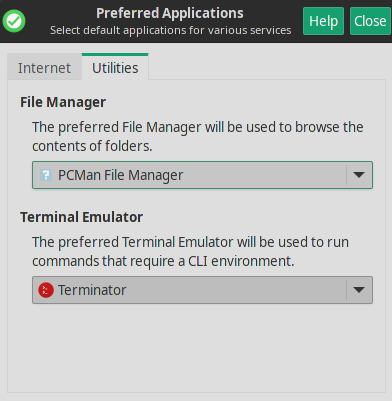 Preferred Applications
Select default applications for various services
Help
Close
Internet
Utilities
File Manager
The preferred File Manager will be used to browse the
contents of folders.
PCMan File Manager
Terminal Emulator
The preferred Terminal Emulator will be used to run
commands that require a CLI environment.
Terminator